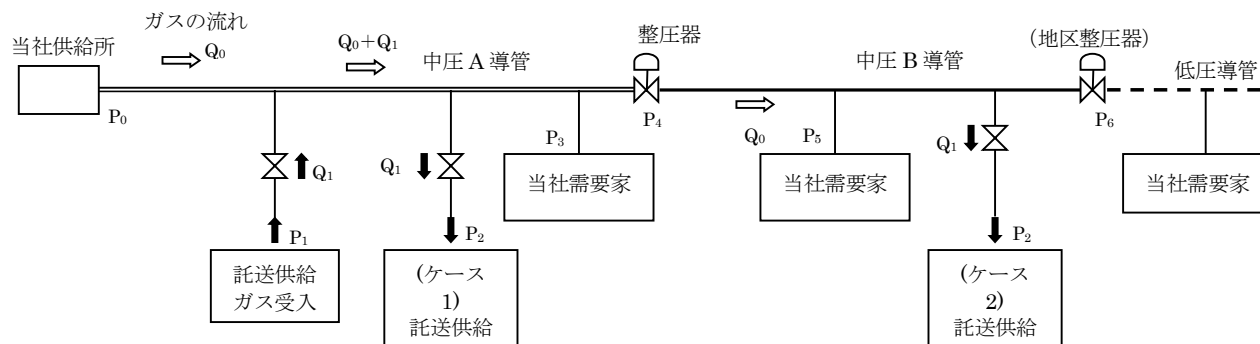 ガスの流れ
当社供給所
Q0
Q0+Q1
中圧 A 導管
整圧器
中圧 B 導管
(地区整圧器)
低圧導管
P0
P3
P4
Q0
P5
P6
Q1
Q1
Q1
当社需要家
当社需要家
当社需要家
P1
P2
P2
託送供給
ガス受入
(ケース
1)
託送供給
(ケース
2)
託送供給